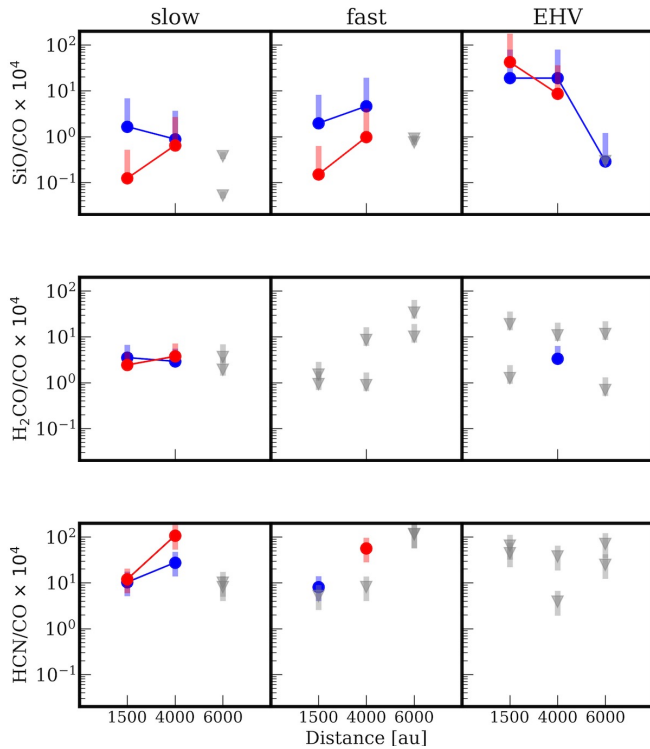 slow fast EHV
SiO/CO × 10⁴
10²
10¹
10⁰
10⁻¹
H₂CO/CO × 10⁴
10²
10¹
10⁰
10⁻¹
HCN/CO × 10⁴
10²
10¹
10⁰
10⁻¹
1500 4000 6000 1500 4000 6000 1500 4000 6000
Distance [au]